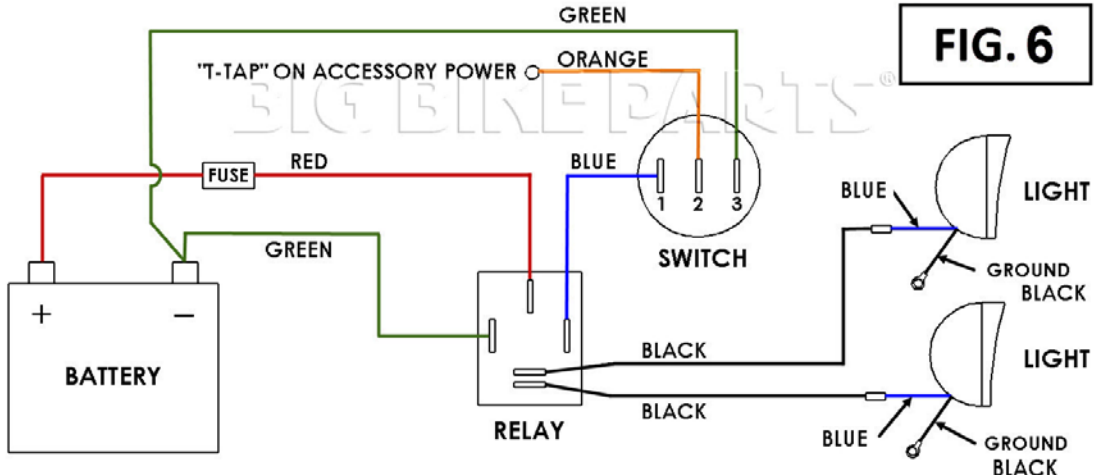 GREEN
FIG. 6
"T-TAP" ON ACCESSORY POWER
ORANGE
BIG BIKE PARTS®
FUSE
RED
BLUE
1 2 3
SWITCH
BLUE
LIGHT
GROUND
BLACK
GREEN
+ –
BATTERY
RELAY
BLACK
BLACK
LIGHT
BLUE
GROUND
BLACK